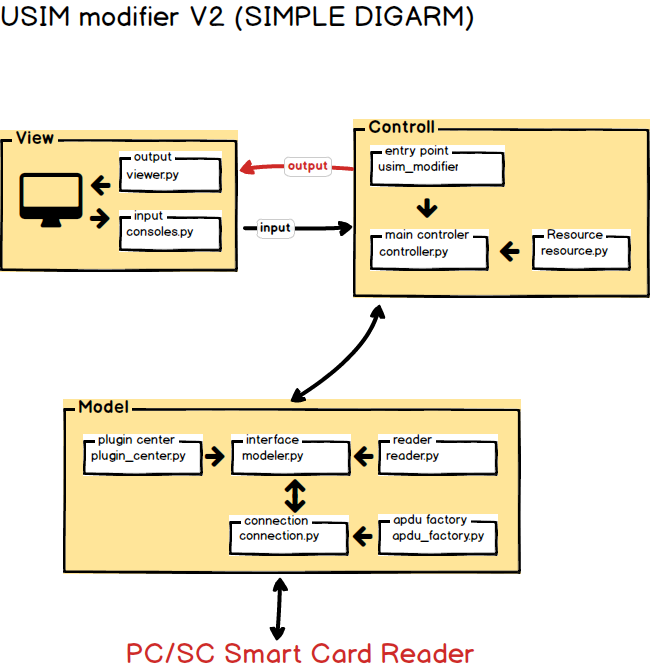 USIM modifier V2 (SIMPLE DIGARM)
View
output
viewer.py
input
consoles.py
output
input
Controll
entry point
usim_modifier
main controler
controller.py
Resource
resource.py
Model
plugin center
plugin_center.py
interface
modeler.py
reader
reader.py
connection
connection.py
apdu factory
apdu_factory.py
PC/SC Smart Card Reader